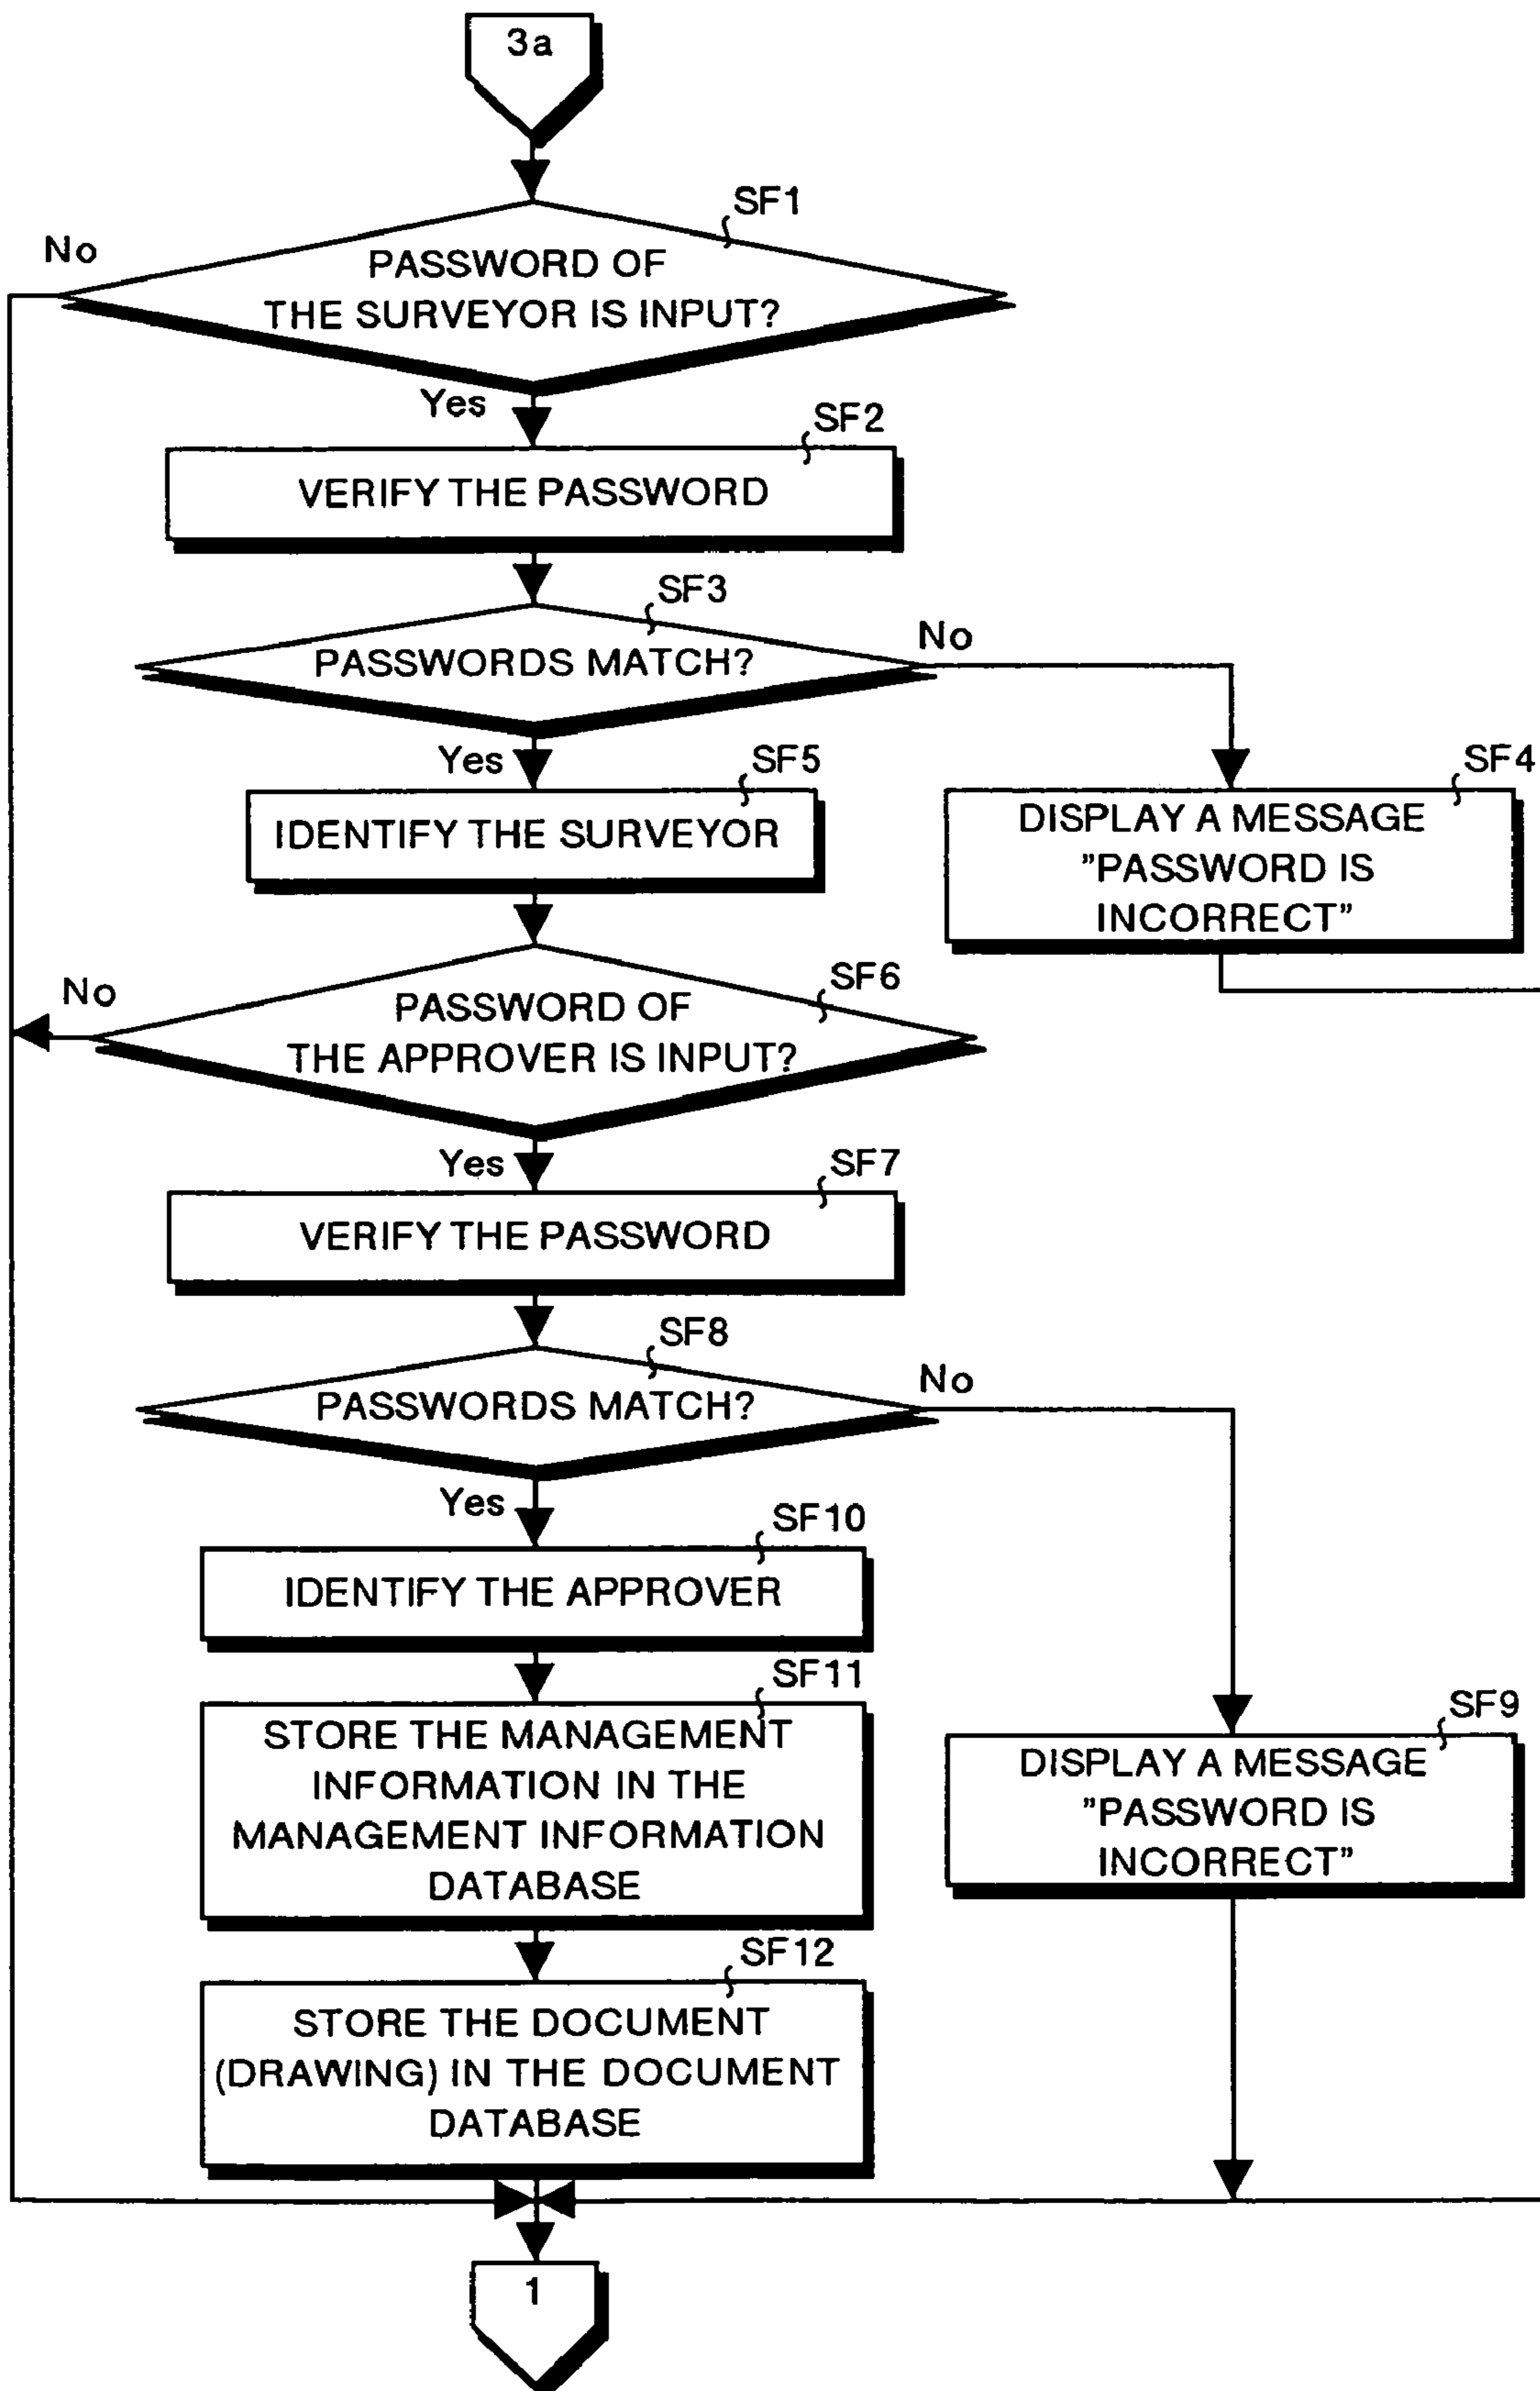 3a
SF1
No
PASSWORD OF
THE SURVEYOR IS INPUT?
Yes
SF2
VERIFY THE PASSWORD
SF3
No
PASSWORDS MATCH?
Yes
SF5
SF4
IDENTIFY THE SURVEYOR
DISPLAY A MESSAGE
"PASSWORD IS
INCORRECT"
SF6
No
PASSWORD OF
THE APPROVER IS INPUT?
Yes
SF7
VERIFY THE PASSWORD
SF8
No
PASSWORDS MATCH?
Yes
SF10
IDENTIFY THE APPROVER
SF11
STORE THE MANAGEMENT
INFORMATION IN THE
MANAGEMENT INFORMATION
DATABASE
SF9
DISPLAY A MESSAGE
"PASSWORD IS
INCORRECT"
SF12
STORE THE DOCUMENT
(DRAWING) IN THE DOCUMENT
DATABASE
1